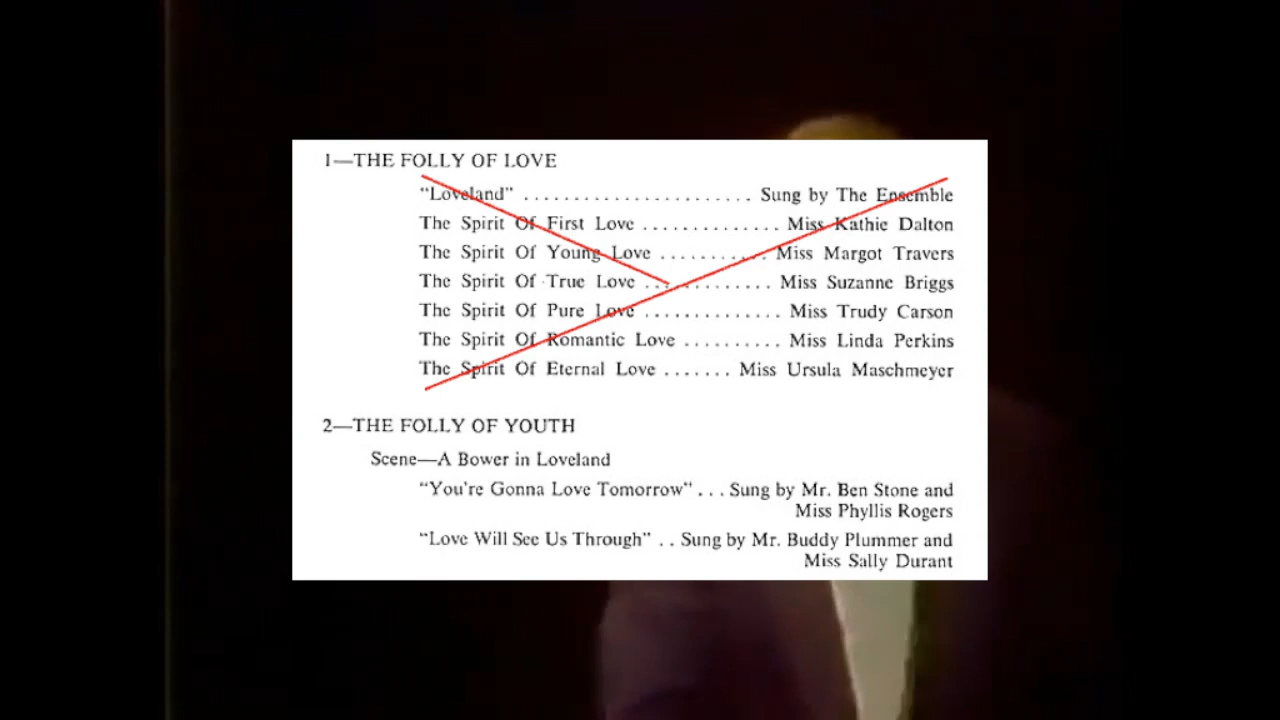 1—THE FOLLY OF LOVE
"Loveland" . . . . . . . . . . . . . . . . . . . . . . . Sung by The Ensemble
The Spirit Of First Love . . . . . . . . . . . . . . Miss Kathie Dalton
The Spirit Of Young Love . . . . . . . . . . . Miss Margot Travers
The Spirit Of True Love . . . . . . . . . . . . . Miss Suzanne Briggs
The Spirit Of Pure Love . . . . . . . . . . . . . . Miss Trudy Carson
The Spirit Of Romantic Love . . . . . . . . . . Miss Linda Perkins
The Spirit Of Eternal Love . . . . . . . Miss Ursula Maschmeyer
2—THE FOLLY OF YOUTH
Scene—A Bower in Loveland
"You're Gonna Love Tomorrow" . . . Sung by Mr. Ben Stone and
Miss Phyllis Rogers
"Love Will See Us Through" . . Sung by Mr. Buddy Plummer and
Miss Sally Durant